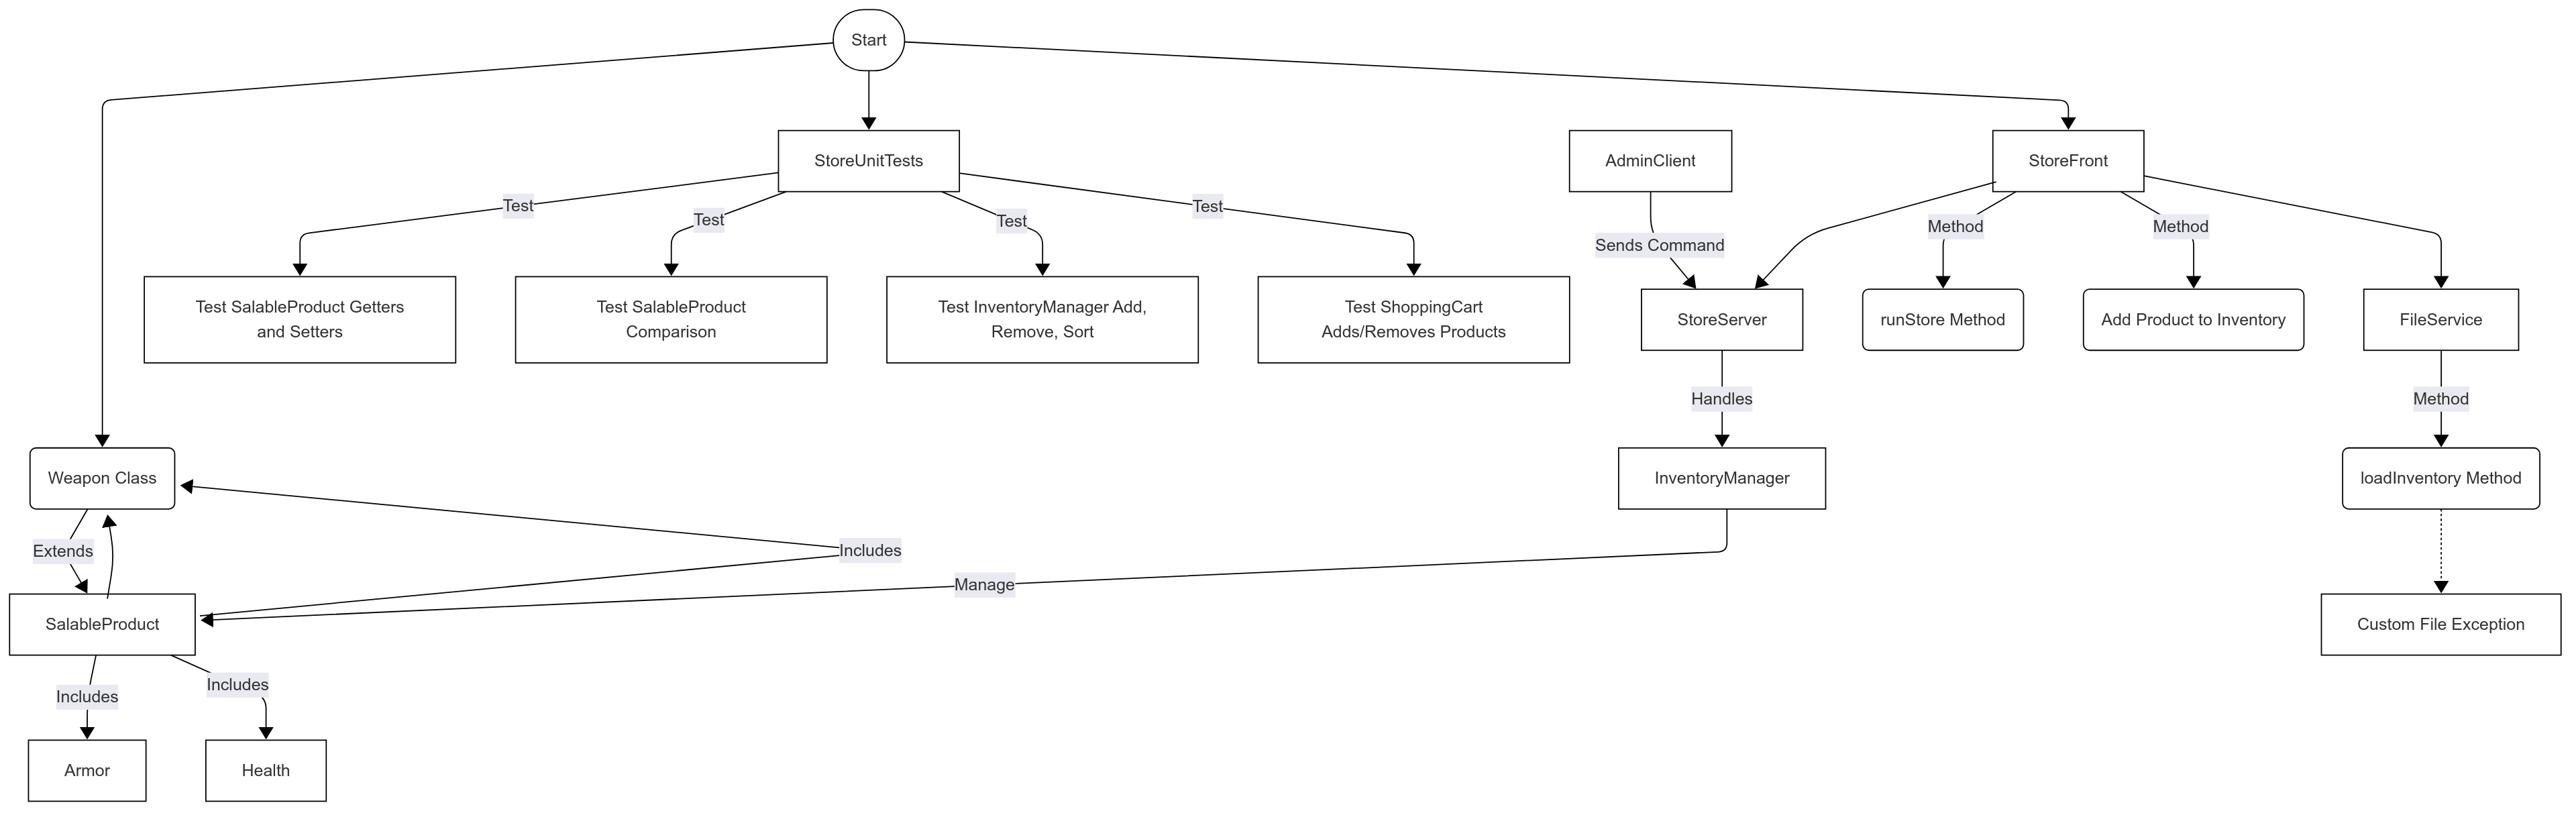 Start
StoreUnitTests
AdminClient
StoreFront
Test
Test
Test
Test
Sends Command
Method
Method
Test SalableProduct Getters
and Setters
Test SalableProduct
Comparison
Test InventoryManager Add,
Remove, Sort
Test ShoppingCart
Adds/Removes Products
StoreServer
runStore Method
Add Product to Inventory
FileService
Handles
Method
Weapon Class
InventoryManager
loadInventory Method
Extends
Includes
Manage
SalableProduct
Custom File Exception
Includes
Includes
Armor
Health